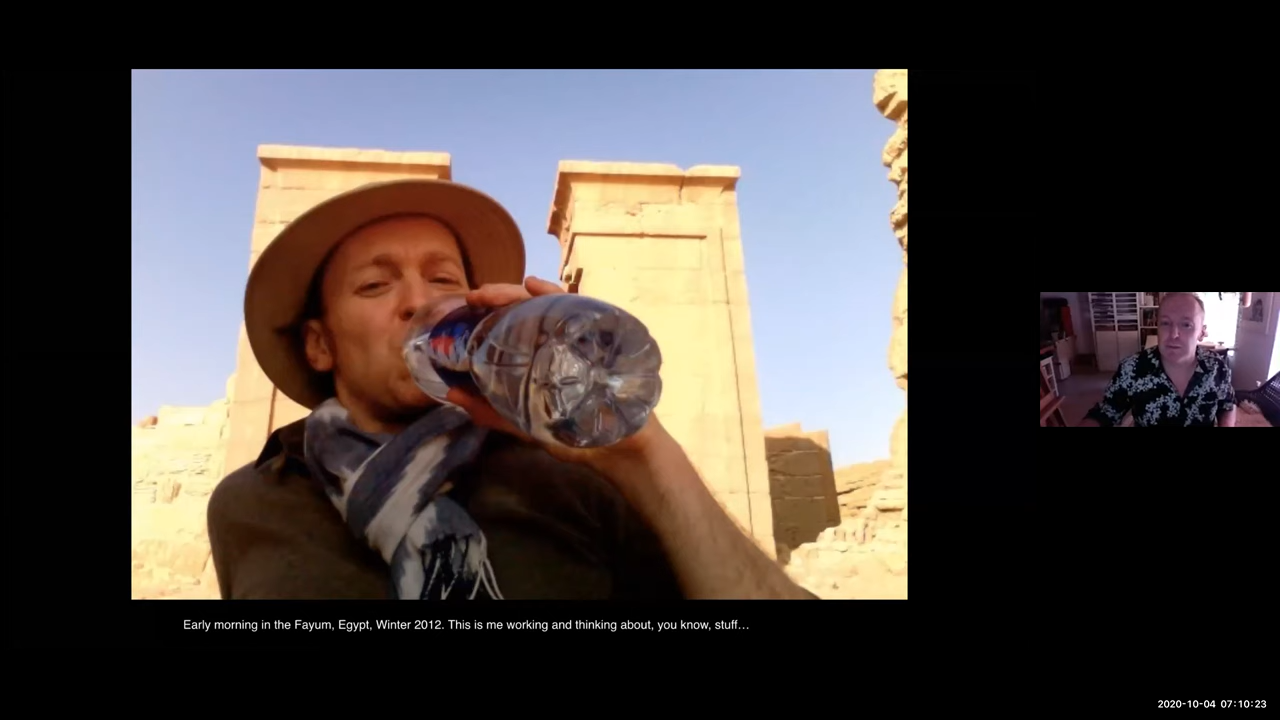 Early morning in the Fayum, Egypt, Winter 2012. This is me working and thinking about, you know, stuff…
2020-10-04 07:10:23